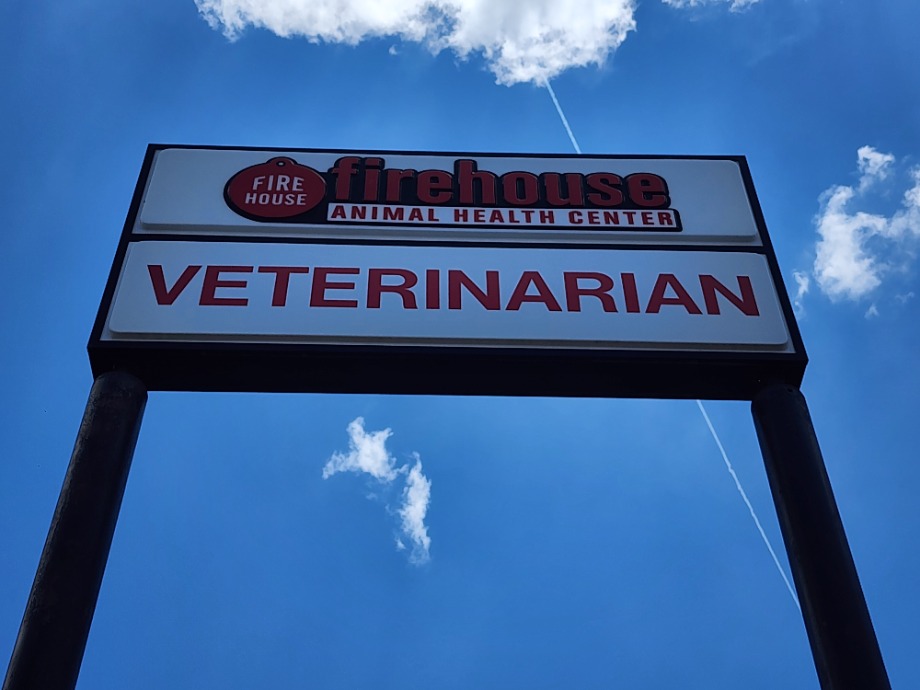 FIRE
HOUSE
firehouse
ANIMAL HEALTH CENTER
VETERINARIAN